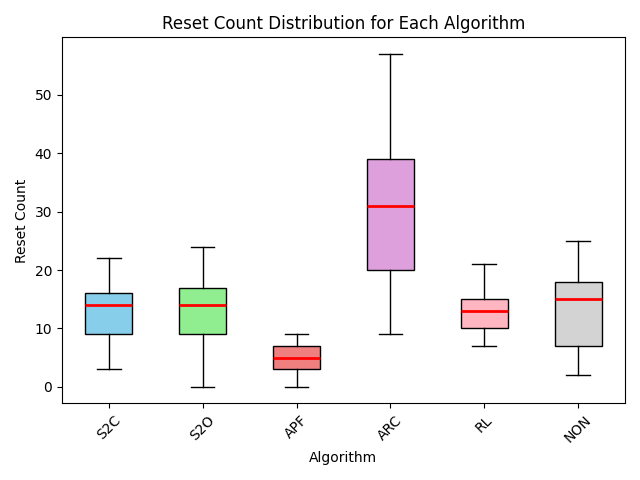 Reset Count Distribution for Each Algorithm
Reset Count
50
40
30
20
10
0
S2C
S2O
APF
ARC
RL
NON
Algorithm